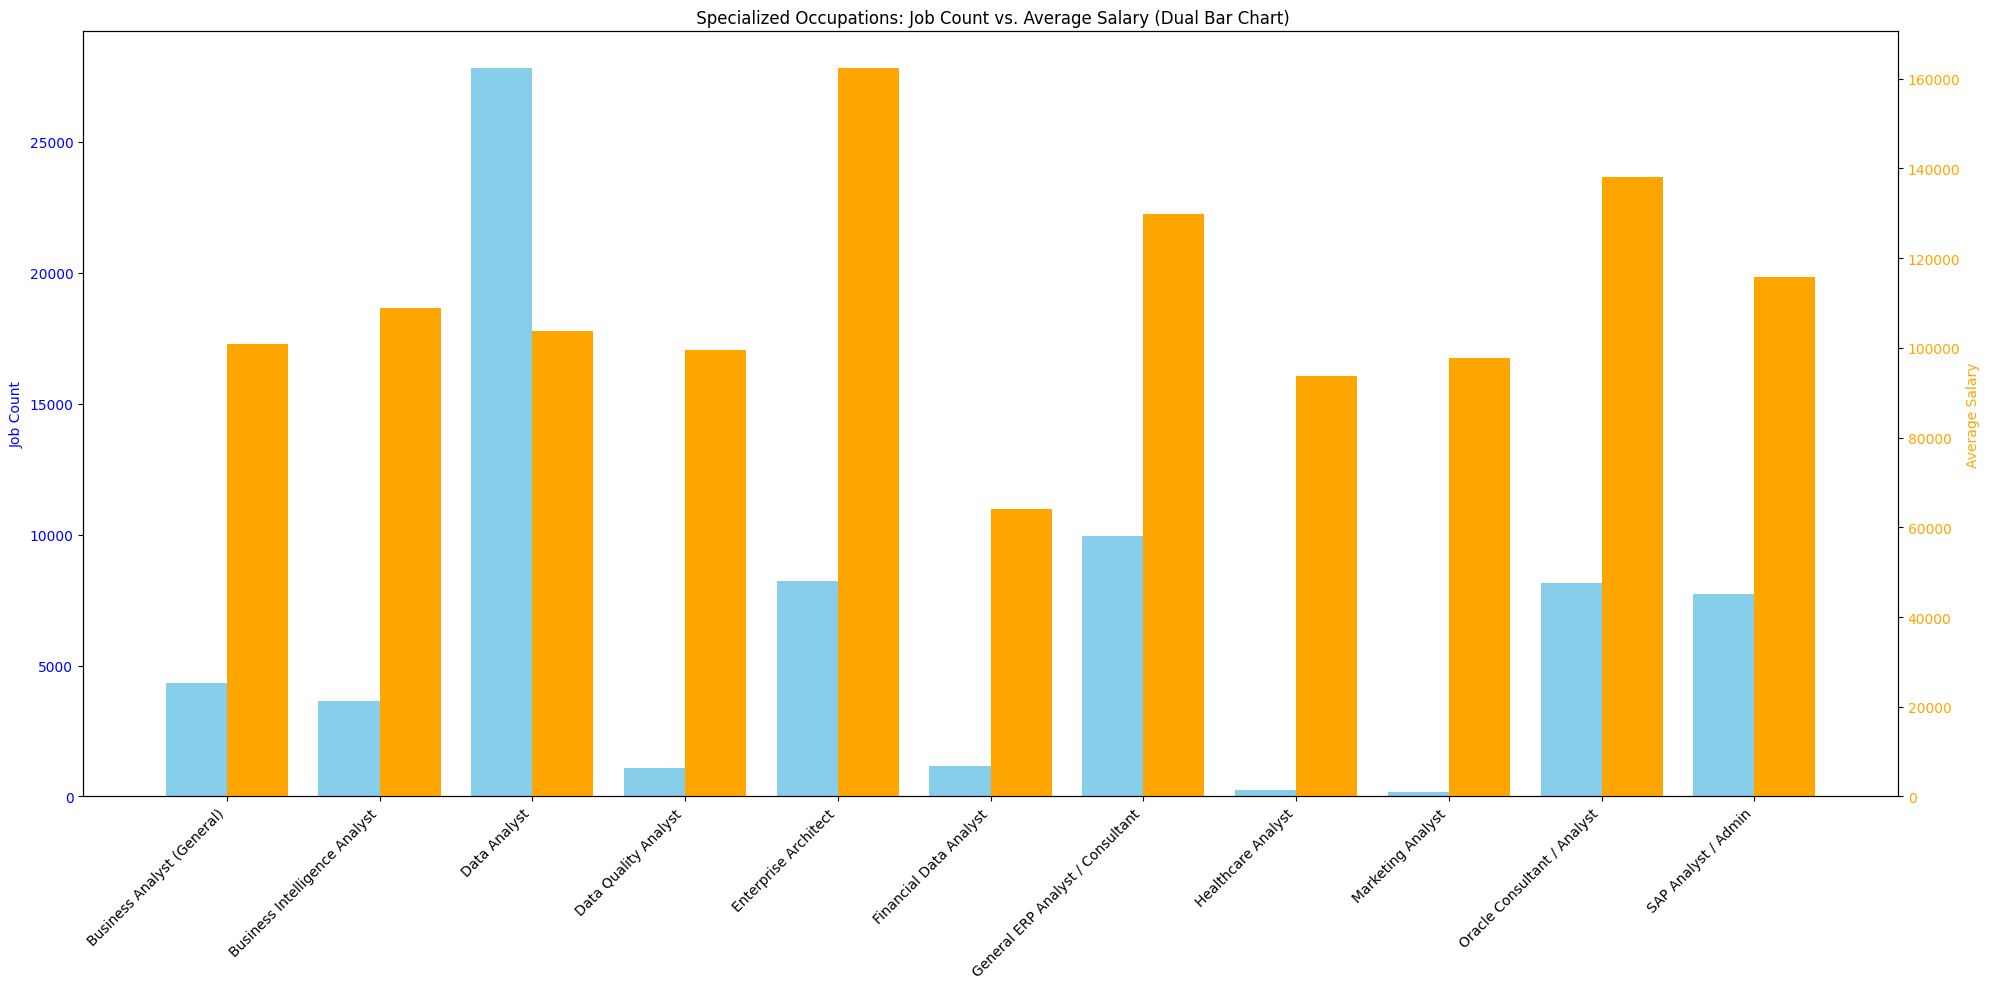 Specialized Occupations: Job Count vs. Average Salary (Dual Bar Chart)
Job Count
25000
20000
15000
10000
5000
0
160000
140000
120000
100000
80000
60000
40000
20000
0
Average Salary
Business Analyst (General)
Business Intelligence Analyst
Data Analyst
Data Quality Analyst
Enterprise Architect
Financial Data Analyst
General ERP Analyst / Consultant
Healthcare Analyst
Marketing Analyst
Oracle Consultant / Analyst
SAP Analyst / Admin